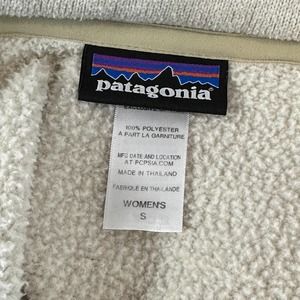 patagonia
100% POLYESTER
A PART LA GARNITURE
MFG DATE AND LOCATION
AT PCPSIA.COM
MADE IN THAILAND
FABRIQUE EN THAILANDE
WOMEN'S
S